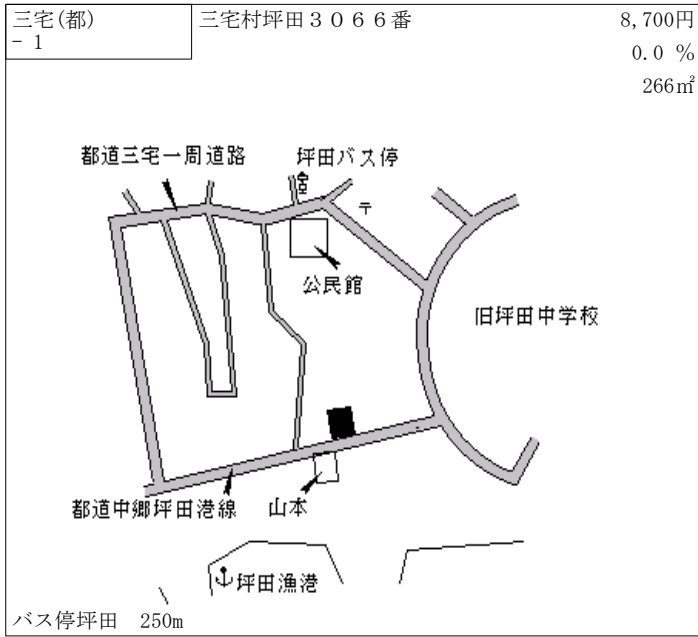 三宅(都)
－１
三宅村坪田３０６６番
8,700円
0.0 %
266㎡
都道三宅一周道路
坪田バス停
〒
公民館
旧坪田中学校
都道中郷坪田港線
山本
坪田漁港
バス停坪田　250m